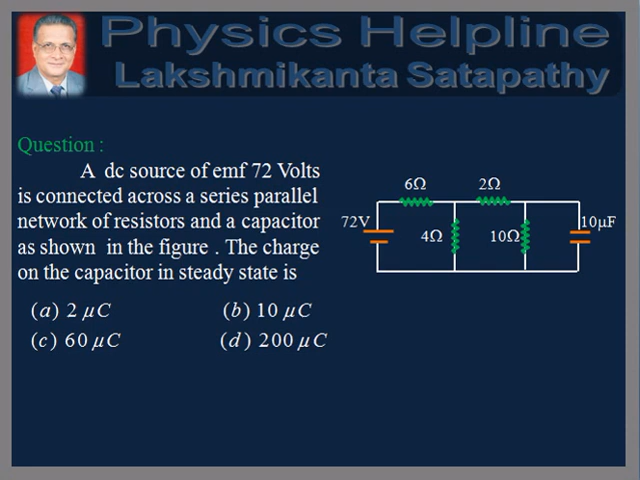 Physics Helpline
Lakshmikanta Satapathy
Question :
A dc source of emf 72 Volts
is connected across a series parallel
network of resistors and a capacitor
as shown in the figure . The charge
on the capacitor in steady state is
6Ω 2Ω
72V 4Ω 10Ω 10μF
(a) 2 μC (b) 10 μC
(c) 60 μC (d) 200 μC